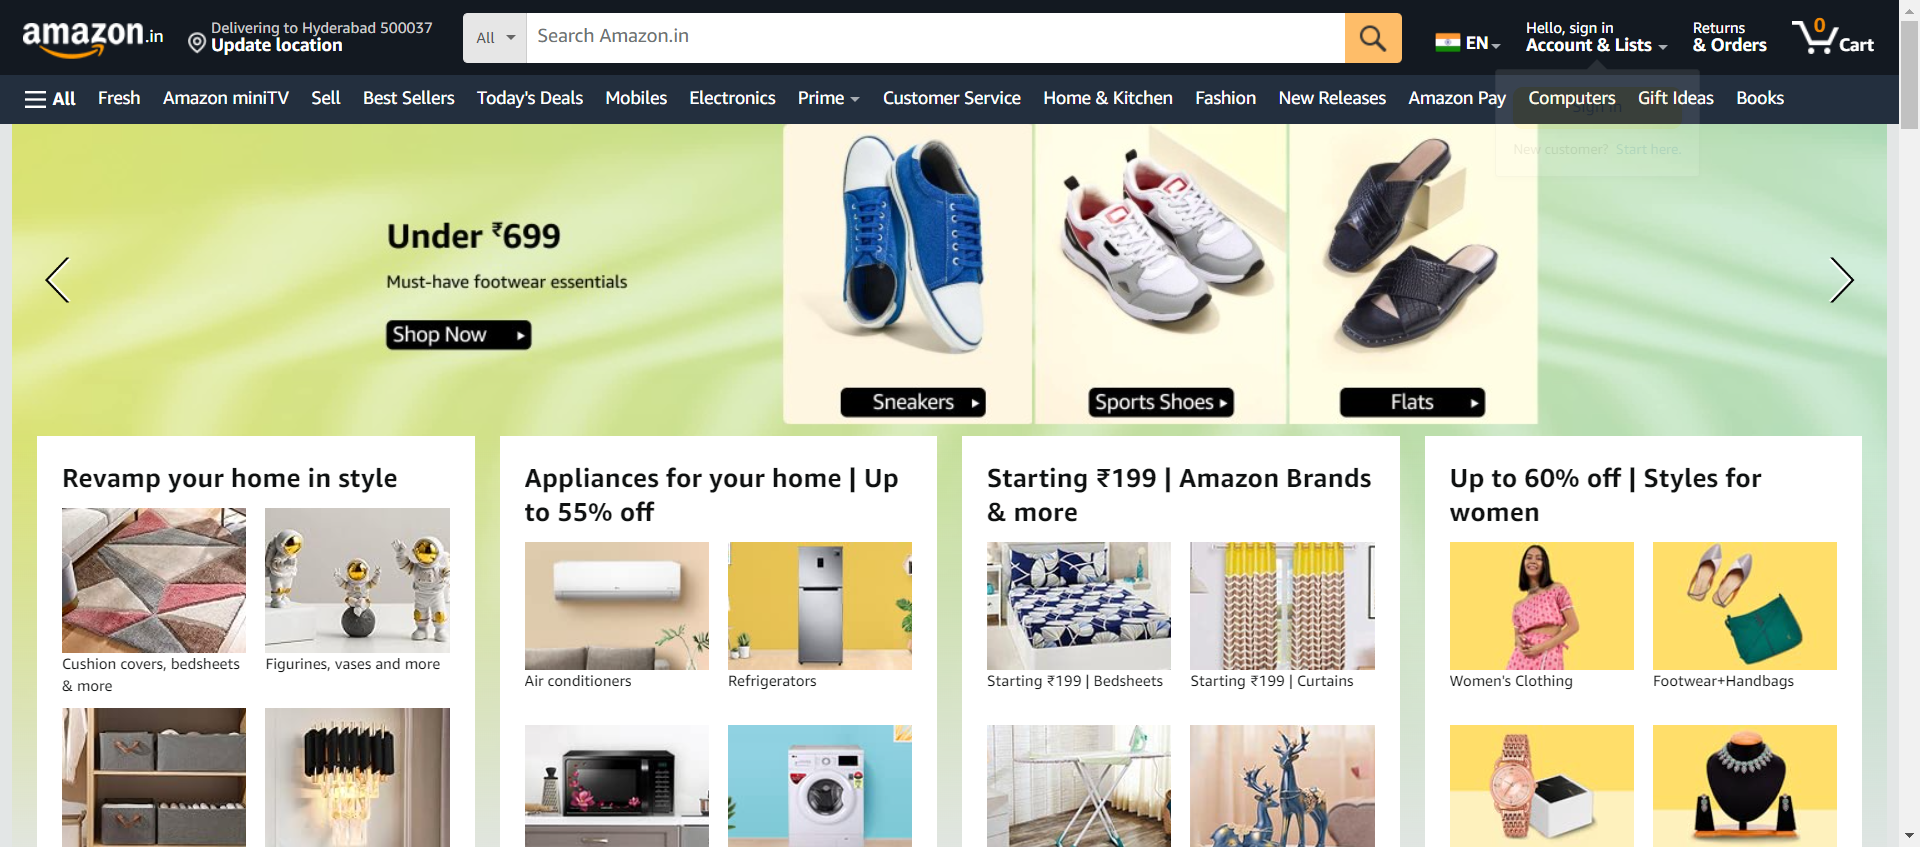 amazon.in
Delivering to Hyderabad 500037
Update location
All
Search Amazon.in
EN
Hello, sign in
Account & Lists
Returns
& Orders
0
Cart
All
Fresh
Amazon miniTV
Sell
Best Sellers
Today's Deals
Mobiles
Electronics
Prime
Customer Service
Home & Kitchen
Fashion
New Releases
Amazon Pay
Computers
Gift Ideas
Books
Sign in
New customer? Start here.
Under ₹699
Must-have footwear essentials
Shop Now
Sneakers
Sports Shoes
Flats
Revamp your home in style
Cushion covers, bedsheets
& more
Figurines, vases and more
Appliances for your home | Up
to 55% off
Air conditioners
Refrigerators
Starting ₹199 | Amazon Brands
& more
Starting ₹199 | Bedsheets
Starting ₹199 | Curtains
Up to 60% off | Styles for
women
Women's Clothing
Footwear+Handbags